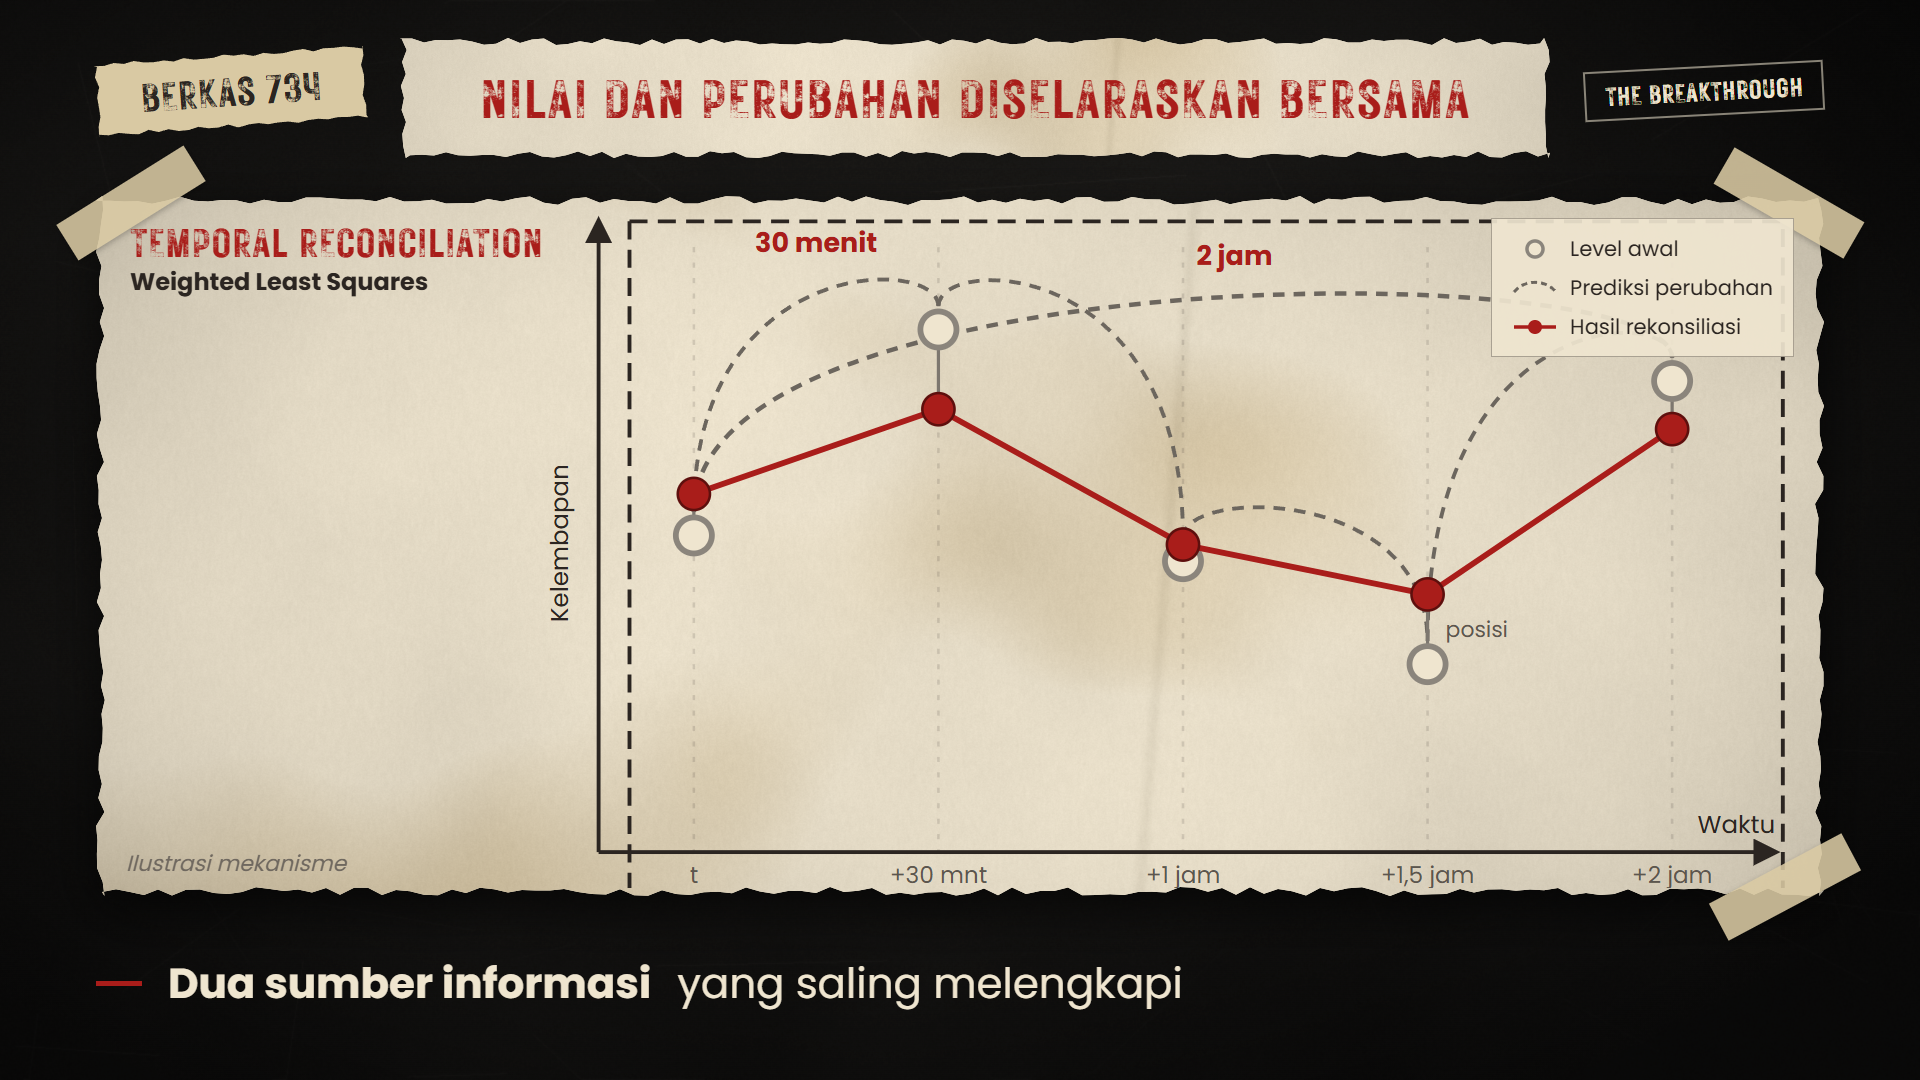 BERKAS 734
NILAI DAN PERUBAHAN DISELARASKAN BERSAMA
THE BREAKTHROUGH
TEMPORAL RECONCILIATION
Weighted Least Squares
30 menit
2 jam
Level awal
Prediksi perubahan
Hasil rekonsiliasi
Kelembapan
posisi
Waktu
Ilustrasi mekanisme
t
+30 mnt
+1 jam
+1,5 jam
+2 jam
Dua sumber informasi yang saling melengkapi